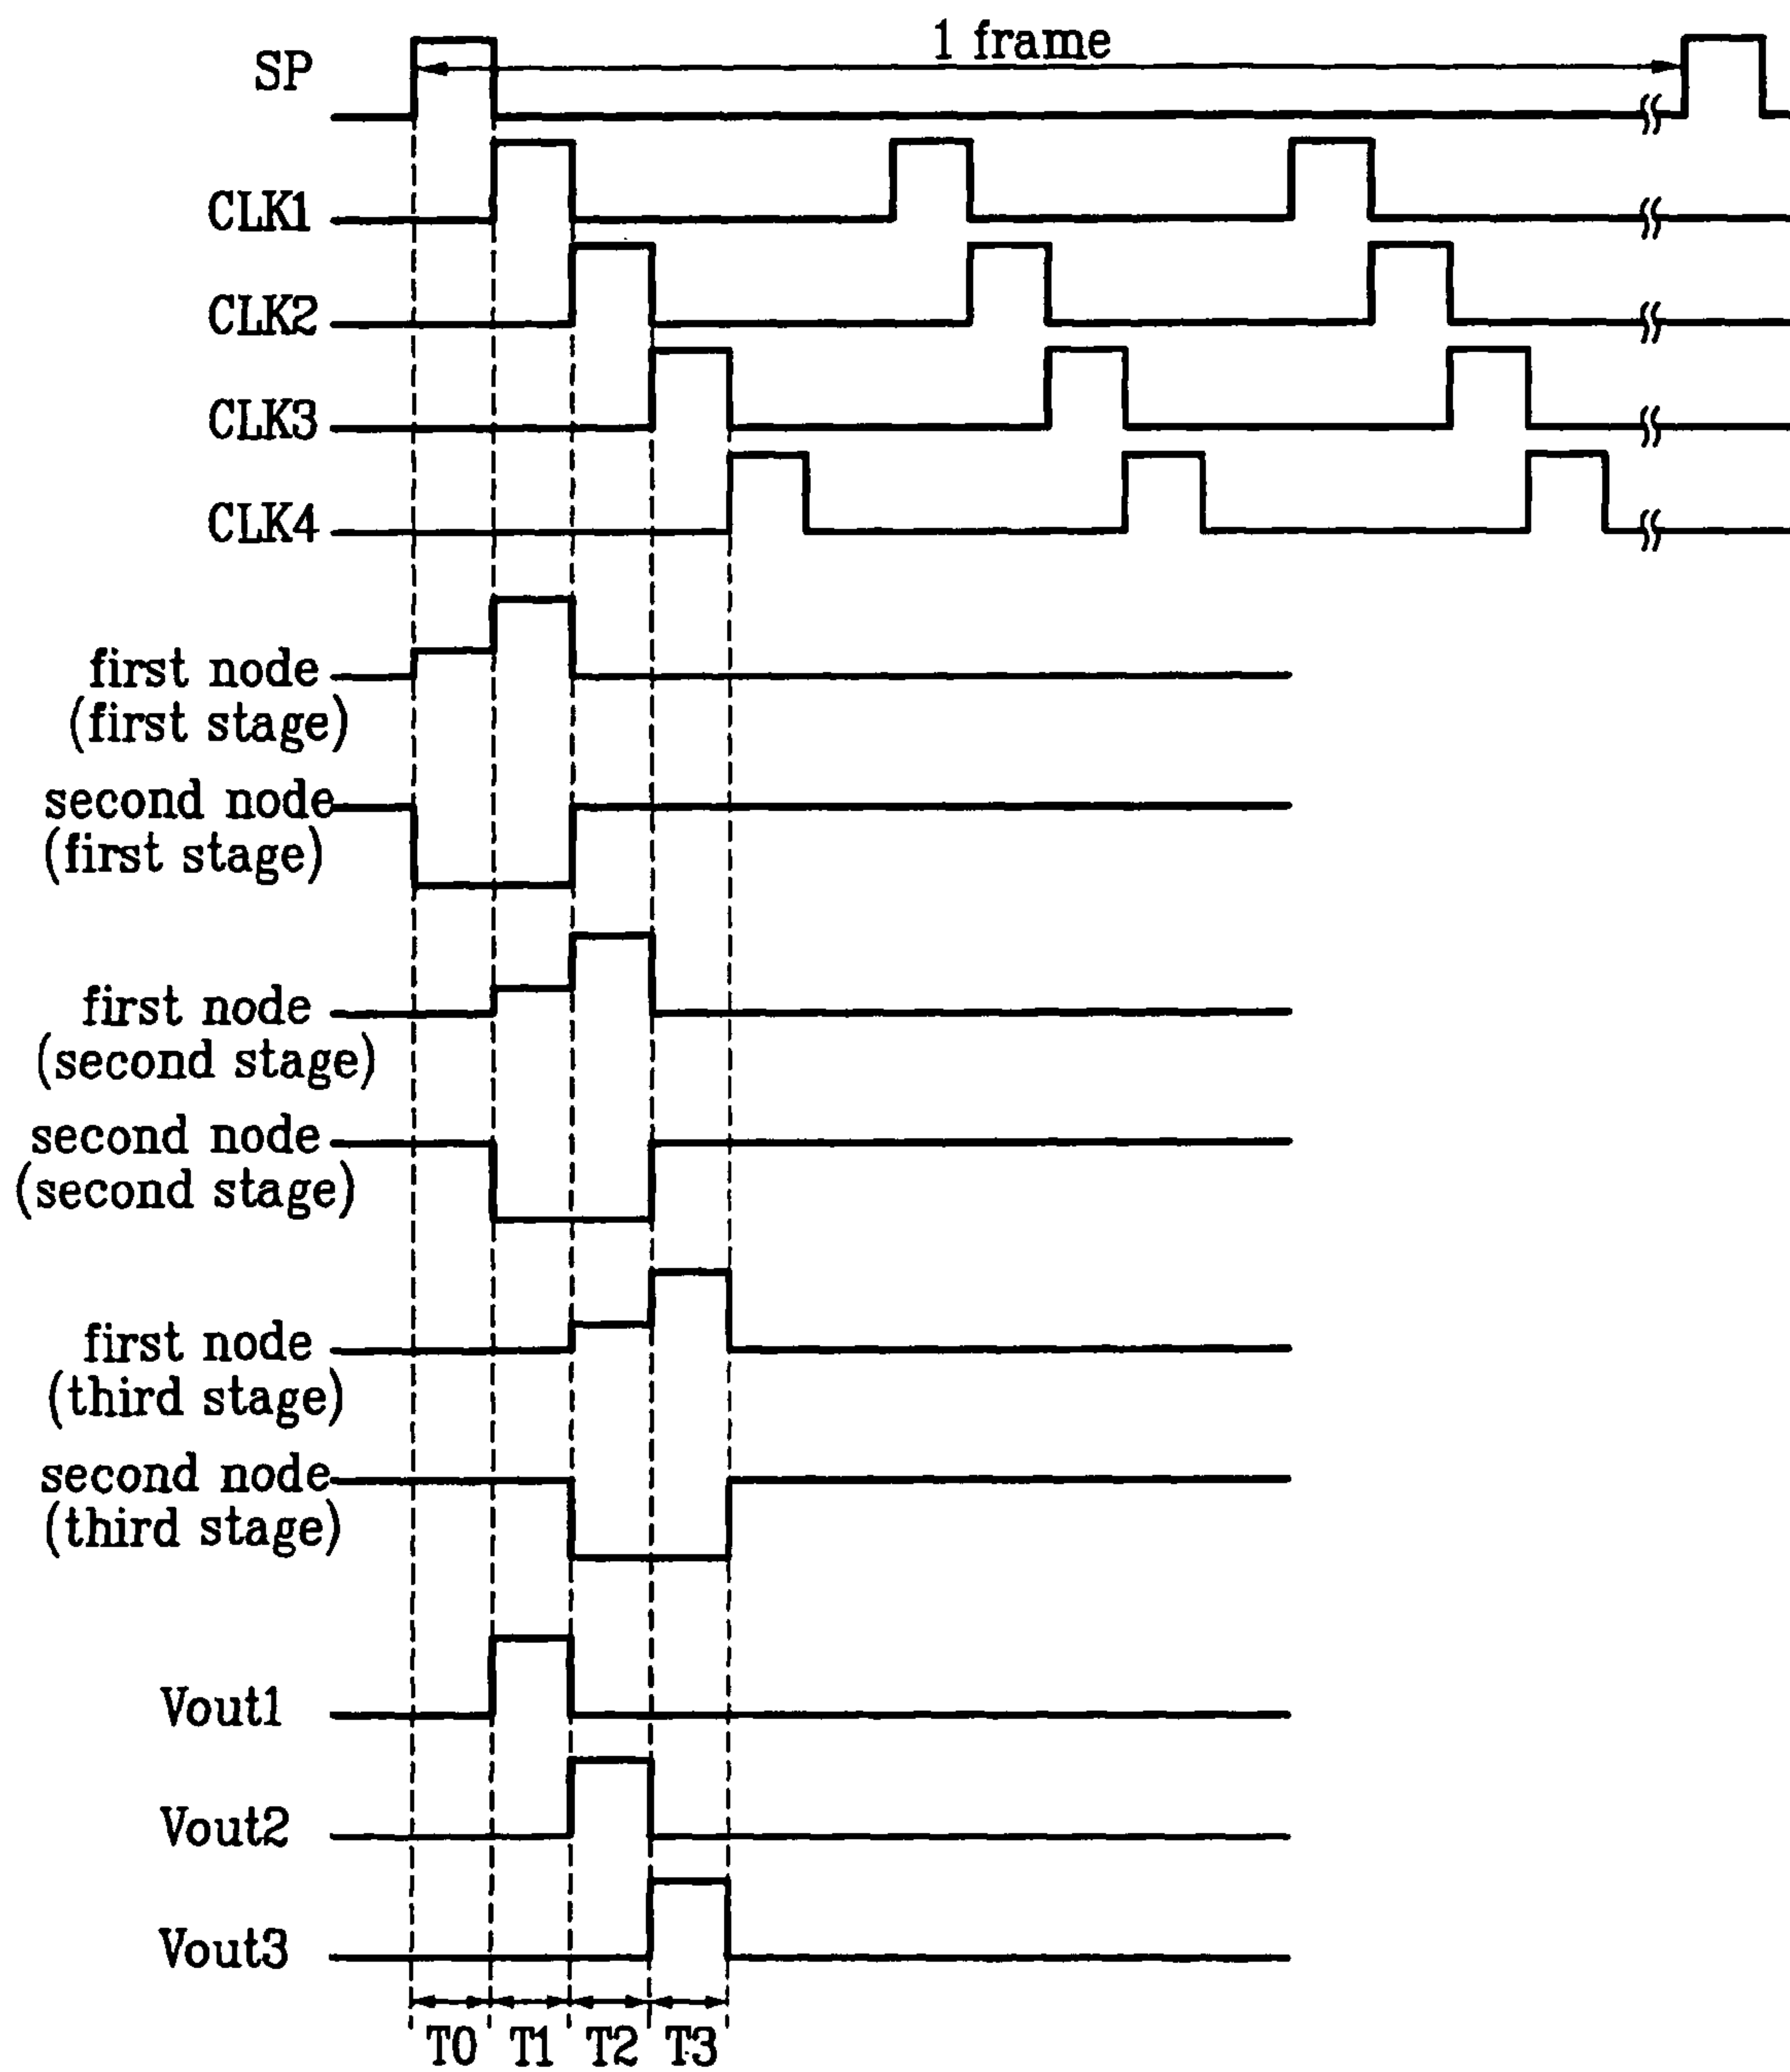 1 frame
SP
CLK1
CLK2
CLK3
CLK4
first node
(first stage)
second node
(first stage)
first node
(second stage)
second node
(second stage)
first node
(third stage)
second node
(third stage)
Vout1
Vout2
Vout3
T0 T1 T2 T3